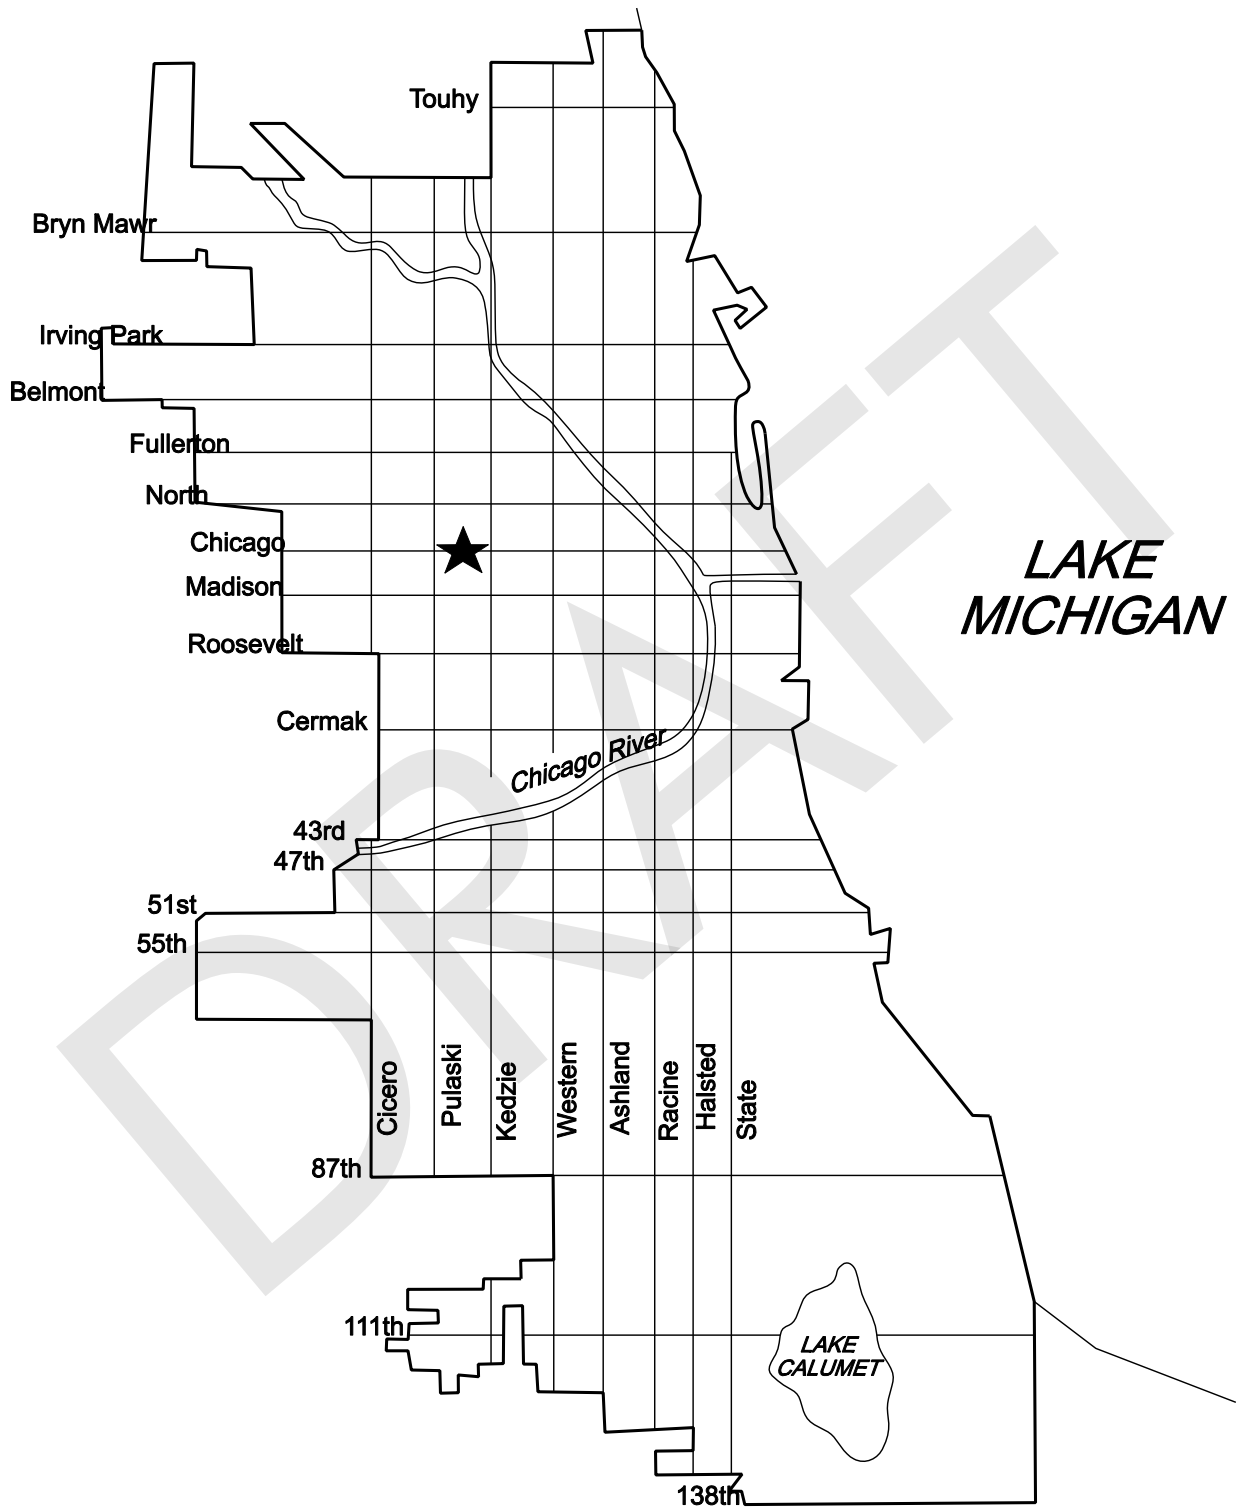 Touhy
Bryn Mawr
Irving Park
Belmont
Fullerton
North
Chicago
Madison
Roosevelt
LAKE
MICHIGAN
Cermak
Chicago River
43rd
47th
51st
55th
Cicero
Pulaski
Kedzie
Western
Ashland
Racine
Halsted
State
87th
111th
LAKE
CALUMET
138th
DRAFT